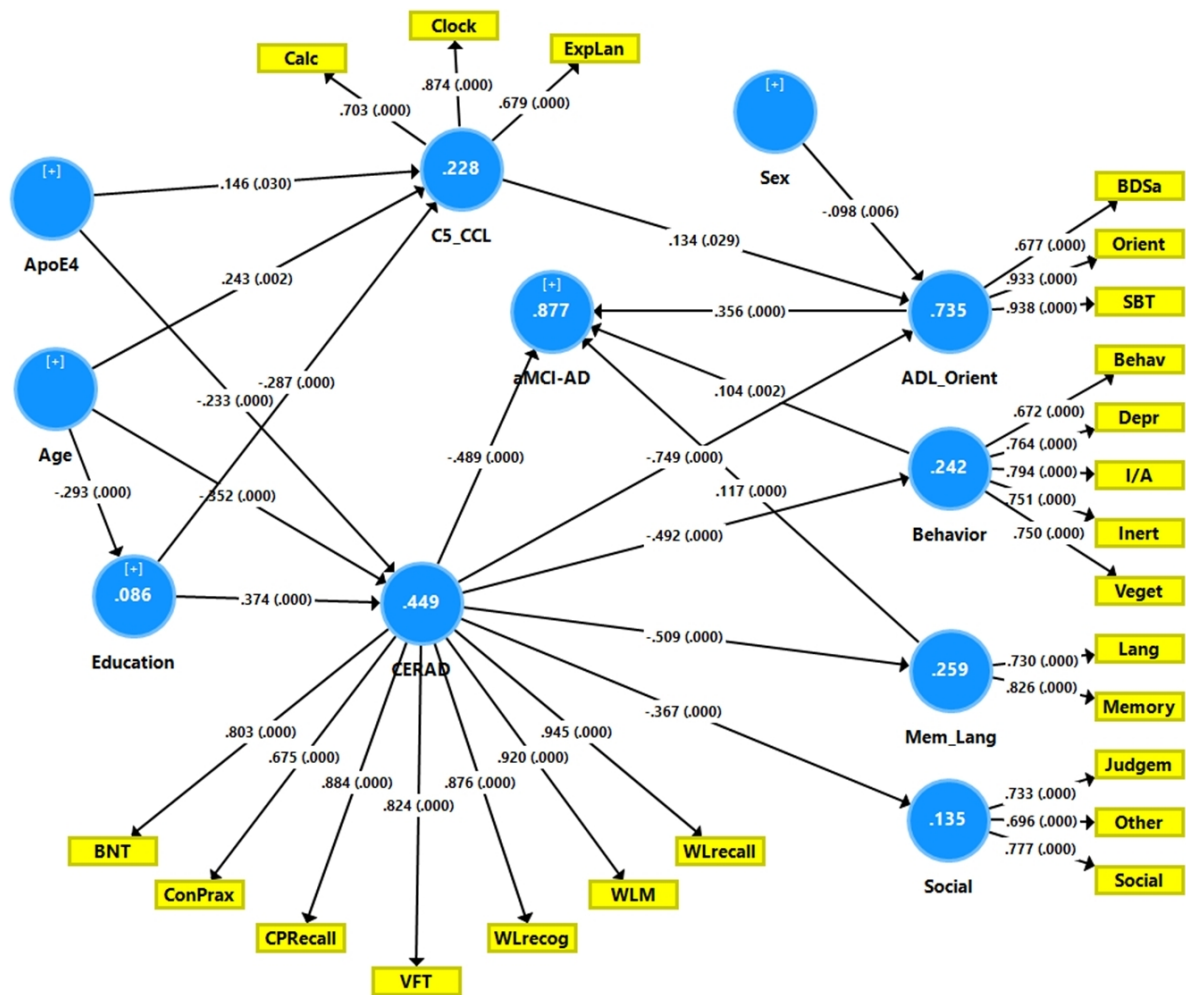 Clock
Calc
ExpLan
.874 (.000)
.703 (.000)
.679 (.000)
[+]
Sex
[+]
ApoE4
.146 (.030)
.228
C5_CCL
-.098 (.006)
.134 (.029)
BDSa
.677 (.000)
Orient
.933 (.000)
SBT
.938 (.000)
.243 (.002)
[+]
.877
aMCI-AD
.356 (.000)
.735
ADL_Orient
[+]
Age
-.287 (.000)
-.233 (.000)
.104 (.002)
Behav
.672 (.000)
Depr
.764 (.000)
I/A
.794 (.000)
.751 (.000)
Inert
.750 (.000)
Veget
.242
Behavior
-.293 (.000)
-.352 (.000)
-.489 (.000)
-.749 (.000)
.117 (.000)
-.492 (.000)
[+]
.086
Education
.374 (.000)
.449
CERAD
-.509 (.000)
.259
Mem_Lang
Lang
.730 (.000)
.826 (.000)
Memory
-.367 (.000)
.803 (.000)
.675 (.000)
.884 (.000)
.824 (.000)
.876 (.000)
.920 (.000)
.945 (.000)
.135
Social
Judgem
.733 (.000)
.696 (.000)
Other
.777 (.000)
Social
BNT
ConPrax
CPRecall
VFT
WLrecog
WLM
WLrecall